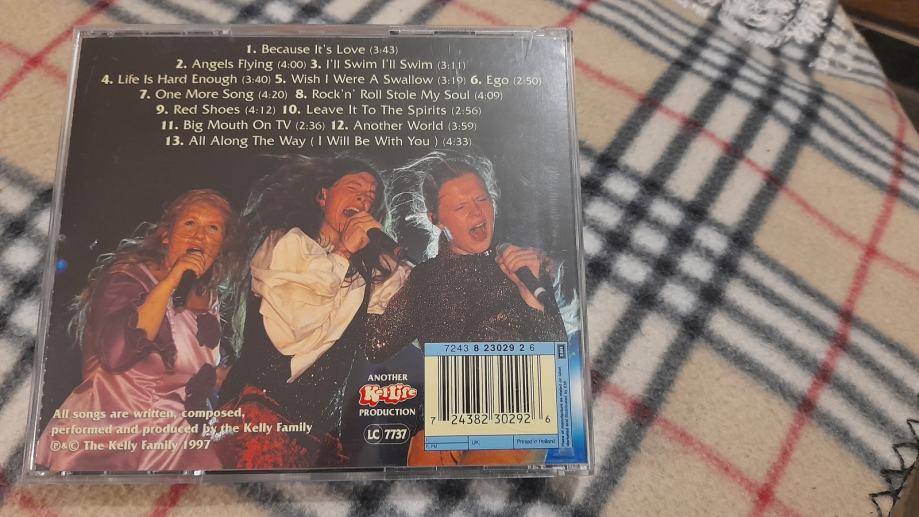 1. Because It's Love (3:43)
2. Angels Flying (4:00) 3. I'll Swim I'll Swim (3:11)
4. Life Is Hard Enough (3:40) 5. Wish I Were A Swallow (3:19) 6. Ego (2:50)
7. One More Song (4:20) 8. Rock'n' Roll Stole My Soul (4:09)
9. Red Shoes (4:12) 10. Leave It To The Spirits (2:56)
11. Big Mouth On TV (2:36) 12. Another World (3:59)
13. All Along The Way ( I Will Be With You ) (4:33)
7243 8 23029 2 6
ANOTHER
Kel-Life
PRODUCTION
LC 7737
7 24382 30292 6
UK:
Printed in Holland
All songs are written, composed,
performed and produced by the Kelly Family
℗&© The Kelly Family 1997